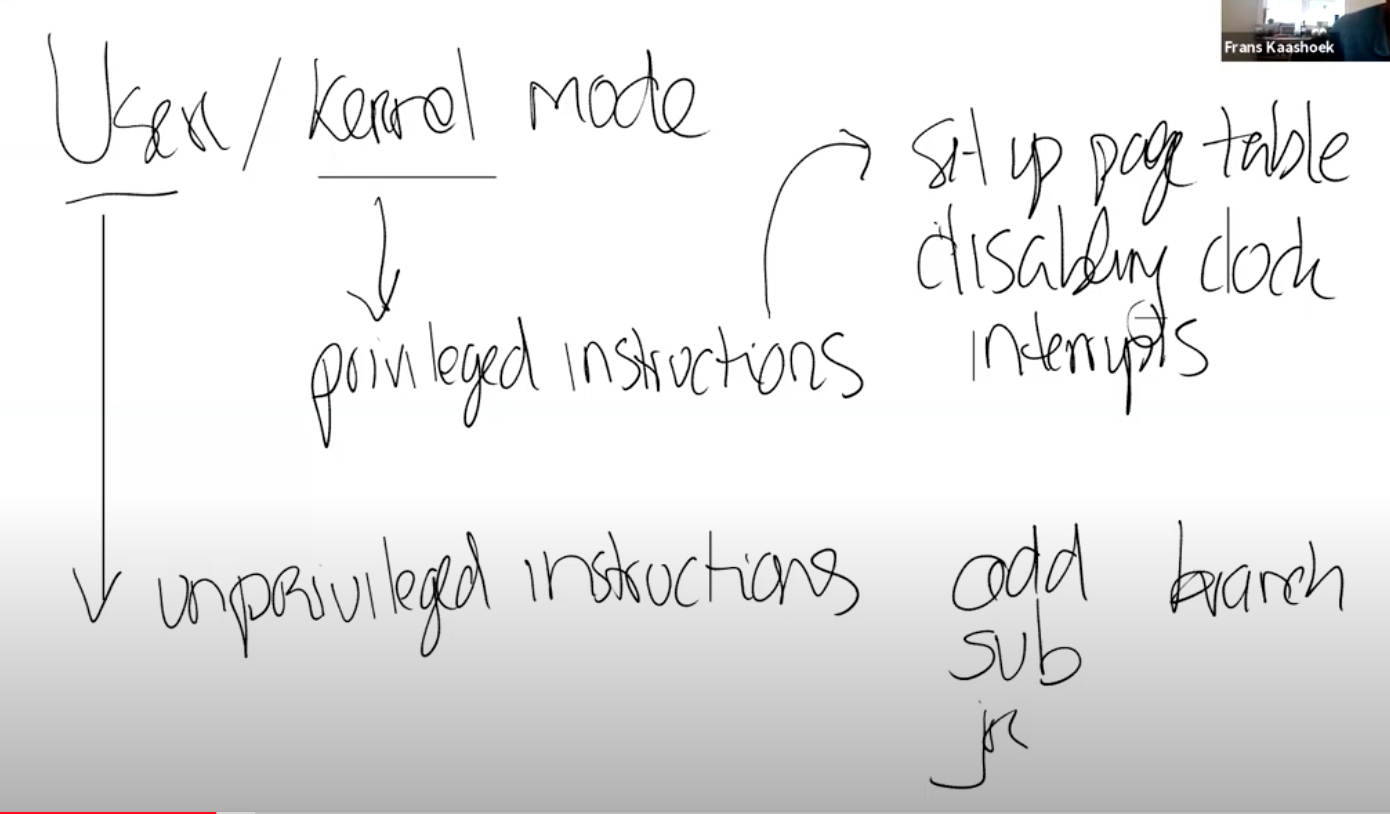 Frans Kaashoek
User / Kernel mode
set up page table
disabling clock
interrupts
privileged instructions
unprivileged instructions add branch
sub
jr